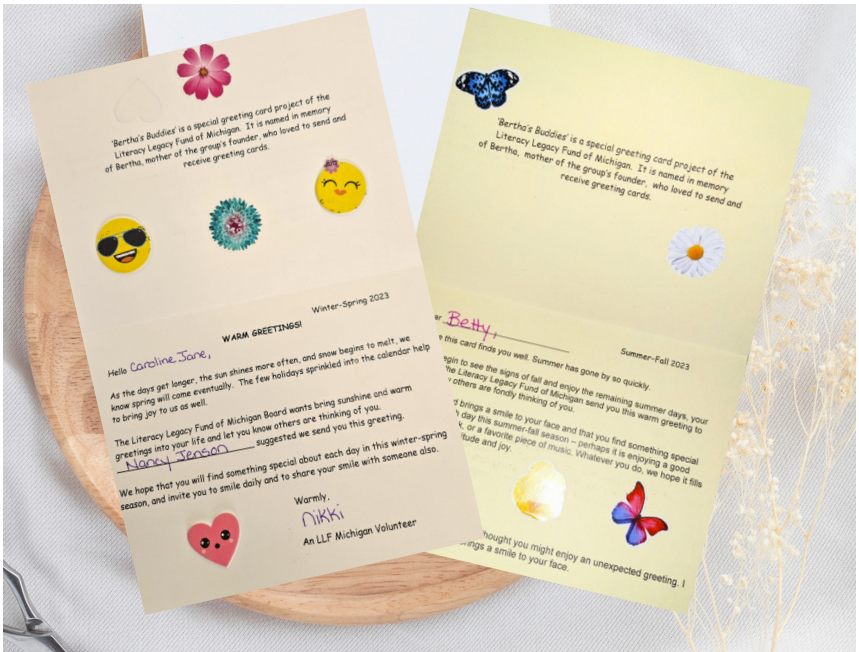 'Bertha's Buddies' is a special greeting card project of the
Literacy Legacy Fund of Michigan. It is named in memory
of Bertha, mother of the group's founder, who loved to send and
receive greeting cards.
Winter-Spring 2023
WARM GREETINGS!
Hello Caroline Jane,
As the days get longer, the sun shines more often, and snow begins to melt, we
know spring will come eventually. The few holidays sprinkled into the calendar help
to bring joy to us as well.
The Literacy Legacy Fund of Michigan Board wants bring sunshine and warm
greetings into your life and let you know others are thinking of you.
Nancy Jenson suggested we send you this greeting.
We hope that you will find something special about each day in this winter-spring
season, and invite you to smile daily and to share your smile with someone also.
Warmly,
Nikki
An LLF Michigan Volunteer
'Bertha's Buddies' is a special greeting card project of the
Literacy Legacy Fund of Michigan. It is named in memory
of Bertha, mother of the group's founder, who loved to send and
receive greeting cards.
Betty,
Summer-Fall 2023
this card finds you well. Summer has gone by so quickly.
to see the signs of fall and enjoy the remaining summer days, your
Literacy Legacy Fund of Michigan send you this warm greeting to
others are fondly thinking of you.
brings a smile to your face and that you find something special
day this summer-fall season – perhaps it is enjoying a good
or a favorite piece of music. Whatever you do, we hope it fills
and joy.
you might enjoy an unexpected greeting. I
a smile to your face.